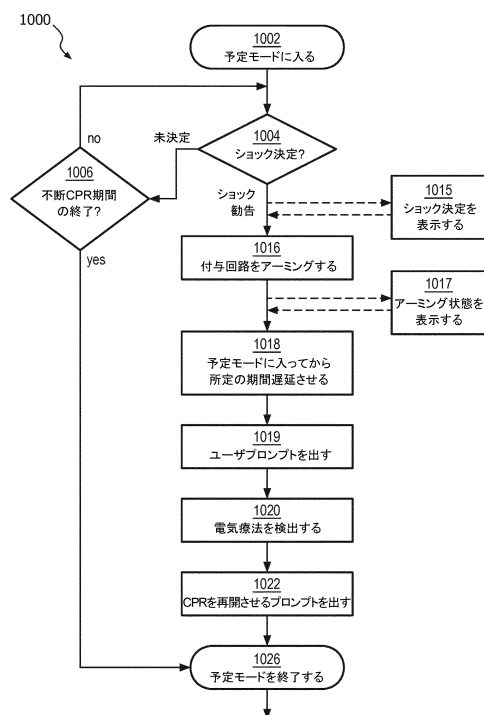 1000
1002
予定モードに入る
no
未決定
1004
ショック決定?
1006
不断CPR期間
の終了?
yes
ショック
勧告
1015
ショック決定を
表示する
1016
付与回路をアーミングする
1017
アーミング状態を
表示する
1018
予定モードに入ってから
所定の期間遅延させる
1019
ユーザプロンプトを出す
1020
電気療法を検出する
1022
CPRを再開させるプロンプトを出す
1026
予定モードを終了する